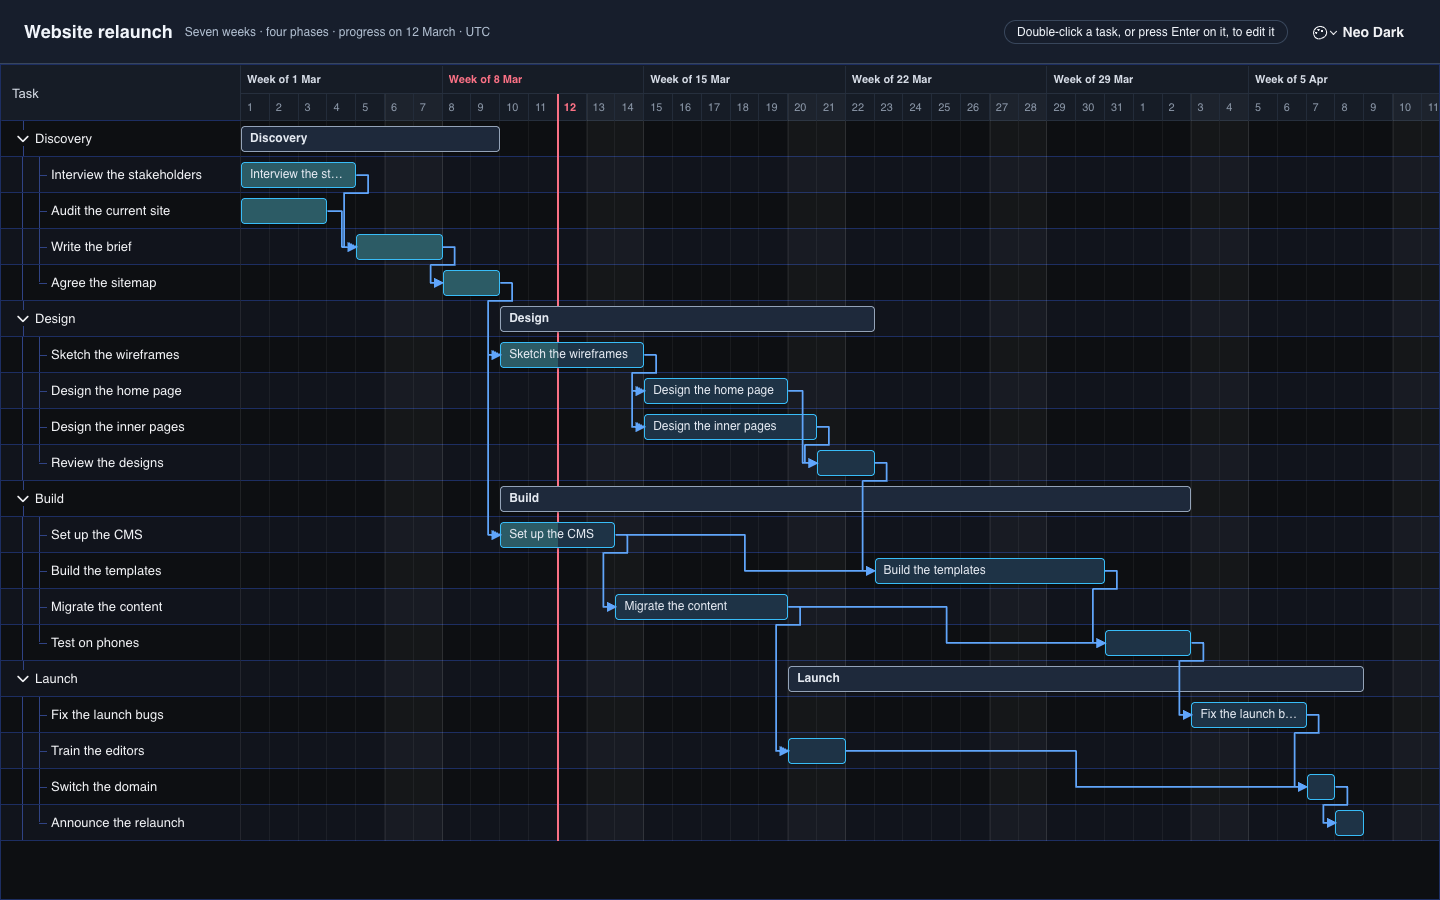 Website relaunch
Seven weeks · four phases · progress on 12 March · UTC
Double-click a task, or press Enter on it, to edit it
Neo Dark
Task
Week of 1 Mar
Week of 8 Mar
Week of 15 Mar
Week of 22 Mar
Week of 29 Mar
Week of 5 Apr
1 2 3 4 5 6 7 8 9 10 11 12 13 14 15 16 17 18 19 20 21 22 23 24 25 26 27 28 29 30 31 1 2 3 4 5 6 7 8 9 10 11
Discovery
Discovery
Interview the stakeholders
Interview the st…
Audit the current site
Write the brief
Agree the sitemap
Design
Design
Sketch the wireframes
Sketch the wireframes
Design the home page
Design the home page
Design the inner pages
Design the inner pages
Review the designs
Build
Build
Set up the CMS
Set up the CMS
Build the templates
Build the templates
Migrate the content
Migrate the content
Test on phones
Launch
Launch
Fix the launch bugs
Fix the launch b…
Train the editors
Switch the domain
Announce the relaunch